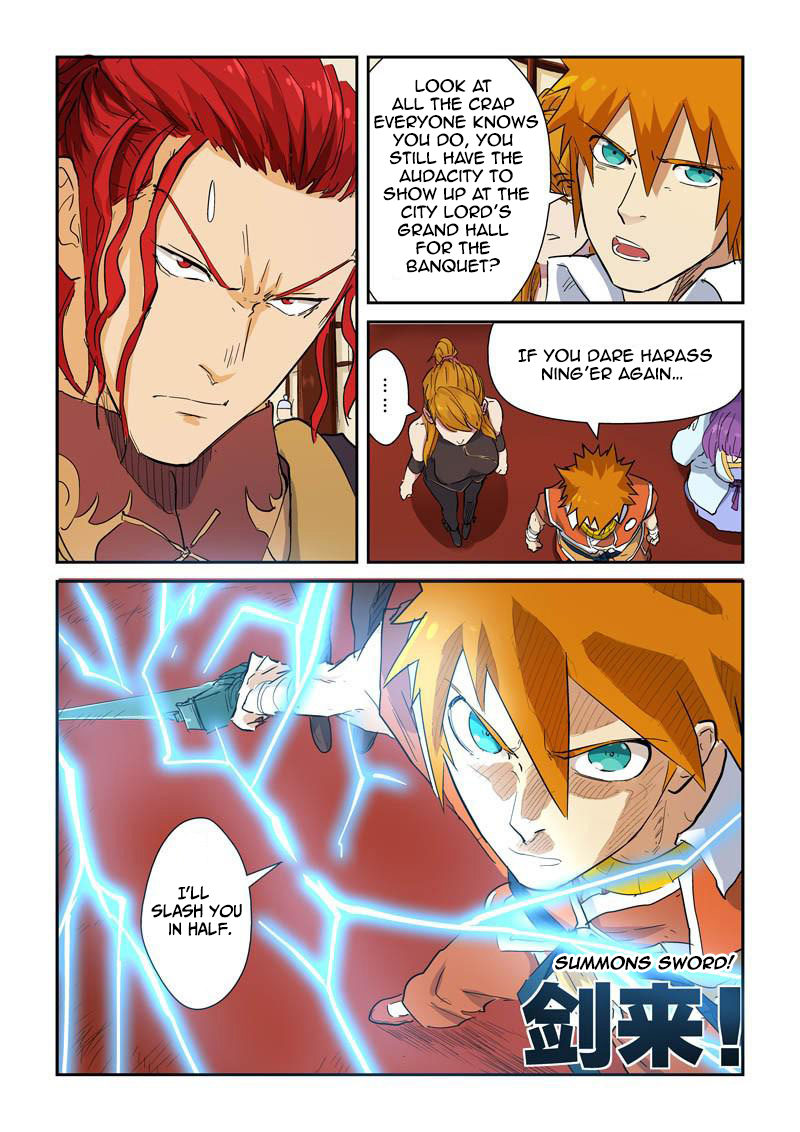 LOOK AT
ALL THE CRAP
EVERYONE KNOWS
YOU DO, YOU
STILL HAVE THE
AUDACITY TO
SHOW UP AT THE
CITY LORD'S
GRAND HALL
FOR THE
BANQUET?
......
IF YOU DARE HARASS
NING'ER AGAIN...
I'LL
SLASH YOU
IN HALF.
SUMMONS SWORD!
剑来!